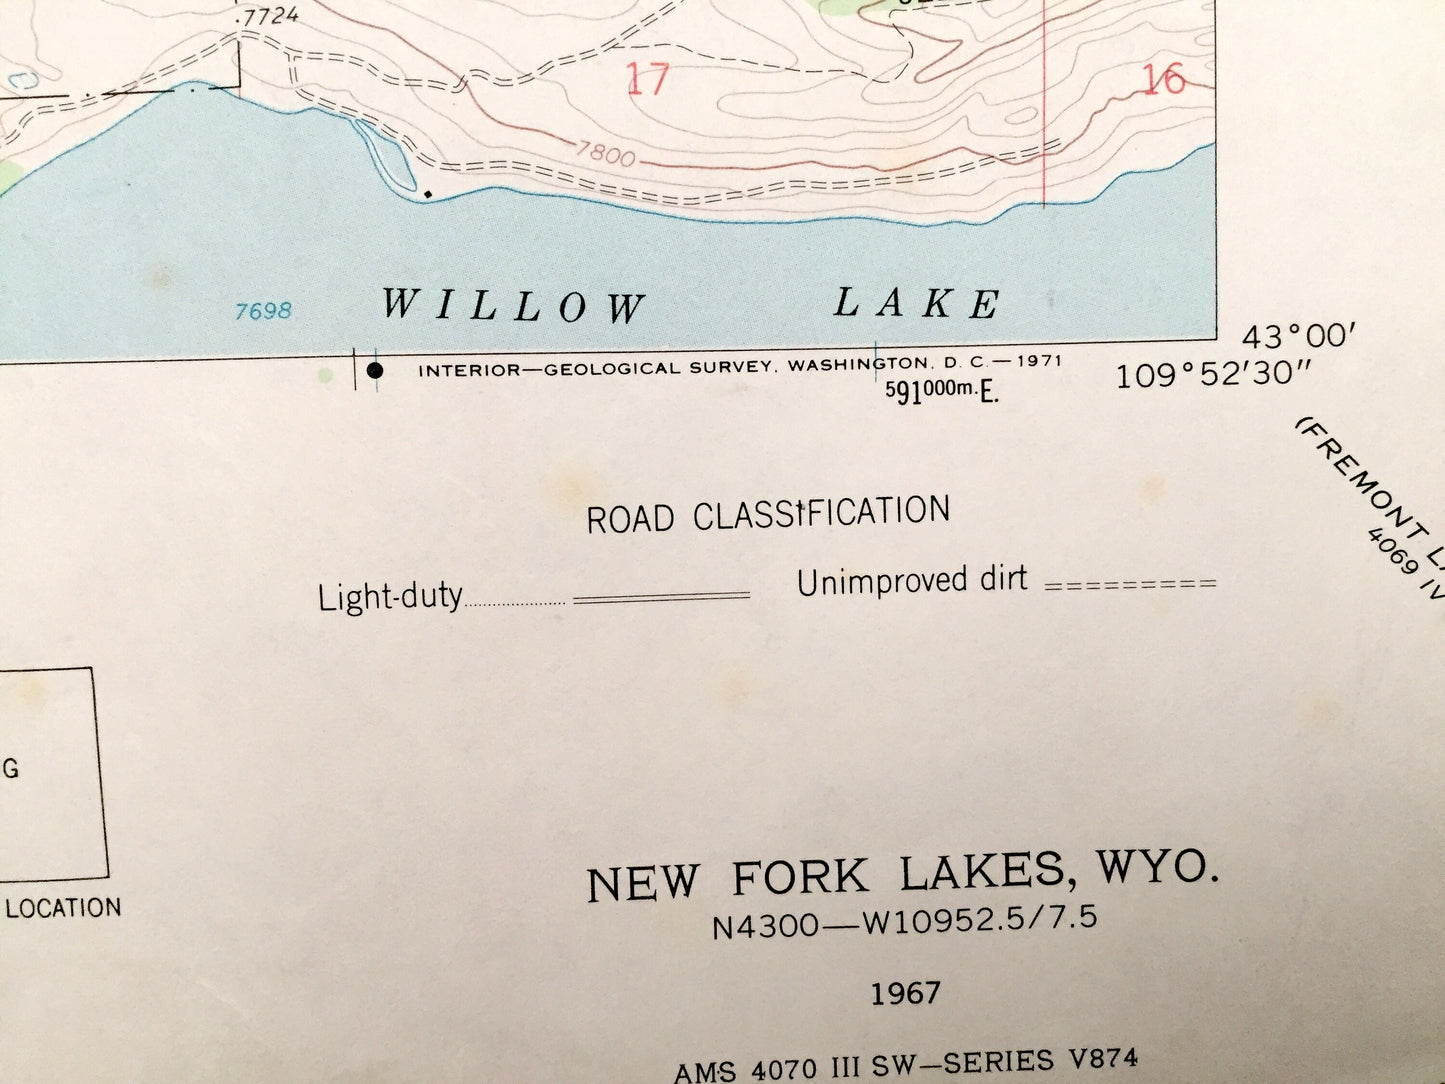 7724
17
16
7800
7698
WILLOW LAKE
43°00′
INTERIOR—GEOLOGICAL SURVEY, WASHINGTON, D. C.—1971
109°52′30″
591000m.E.
(FREMONT
4069 IV
ROAD CLASSIFICATION
Light-duty
Unimproved dirt
G
LOCATION
NEW FORK LAKES, WYO.
N4300—W10952.5/7.5
1967
AMS 4070 III SW—SERIES V874